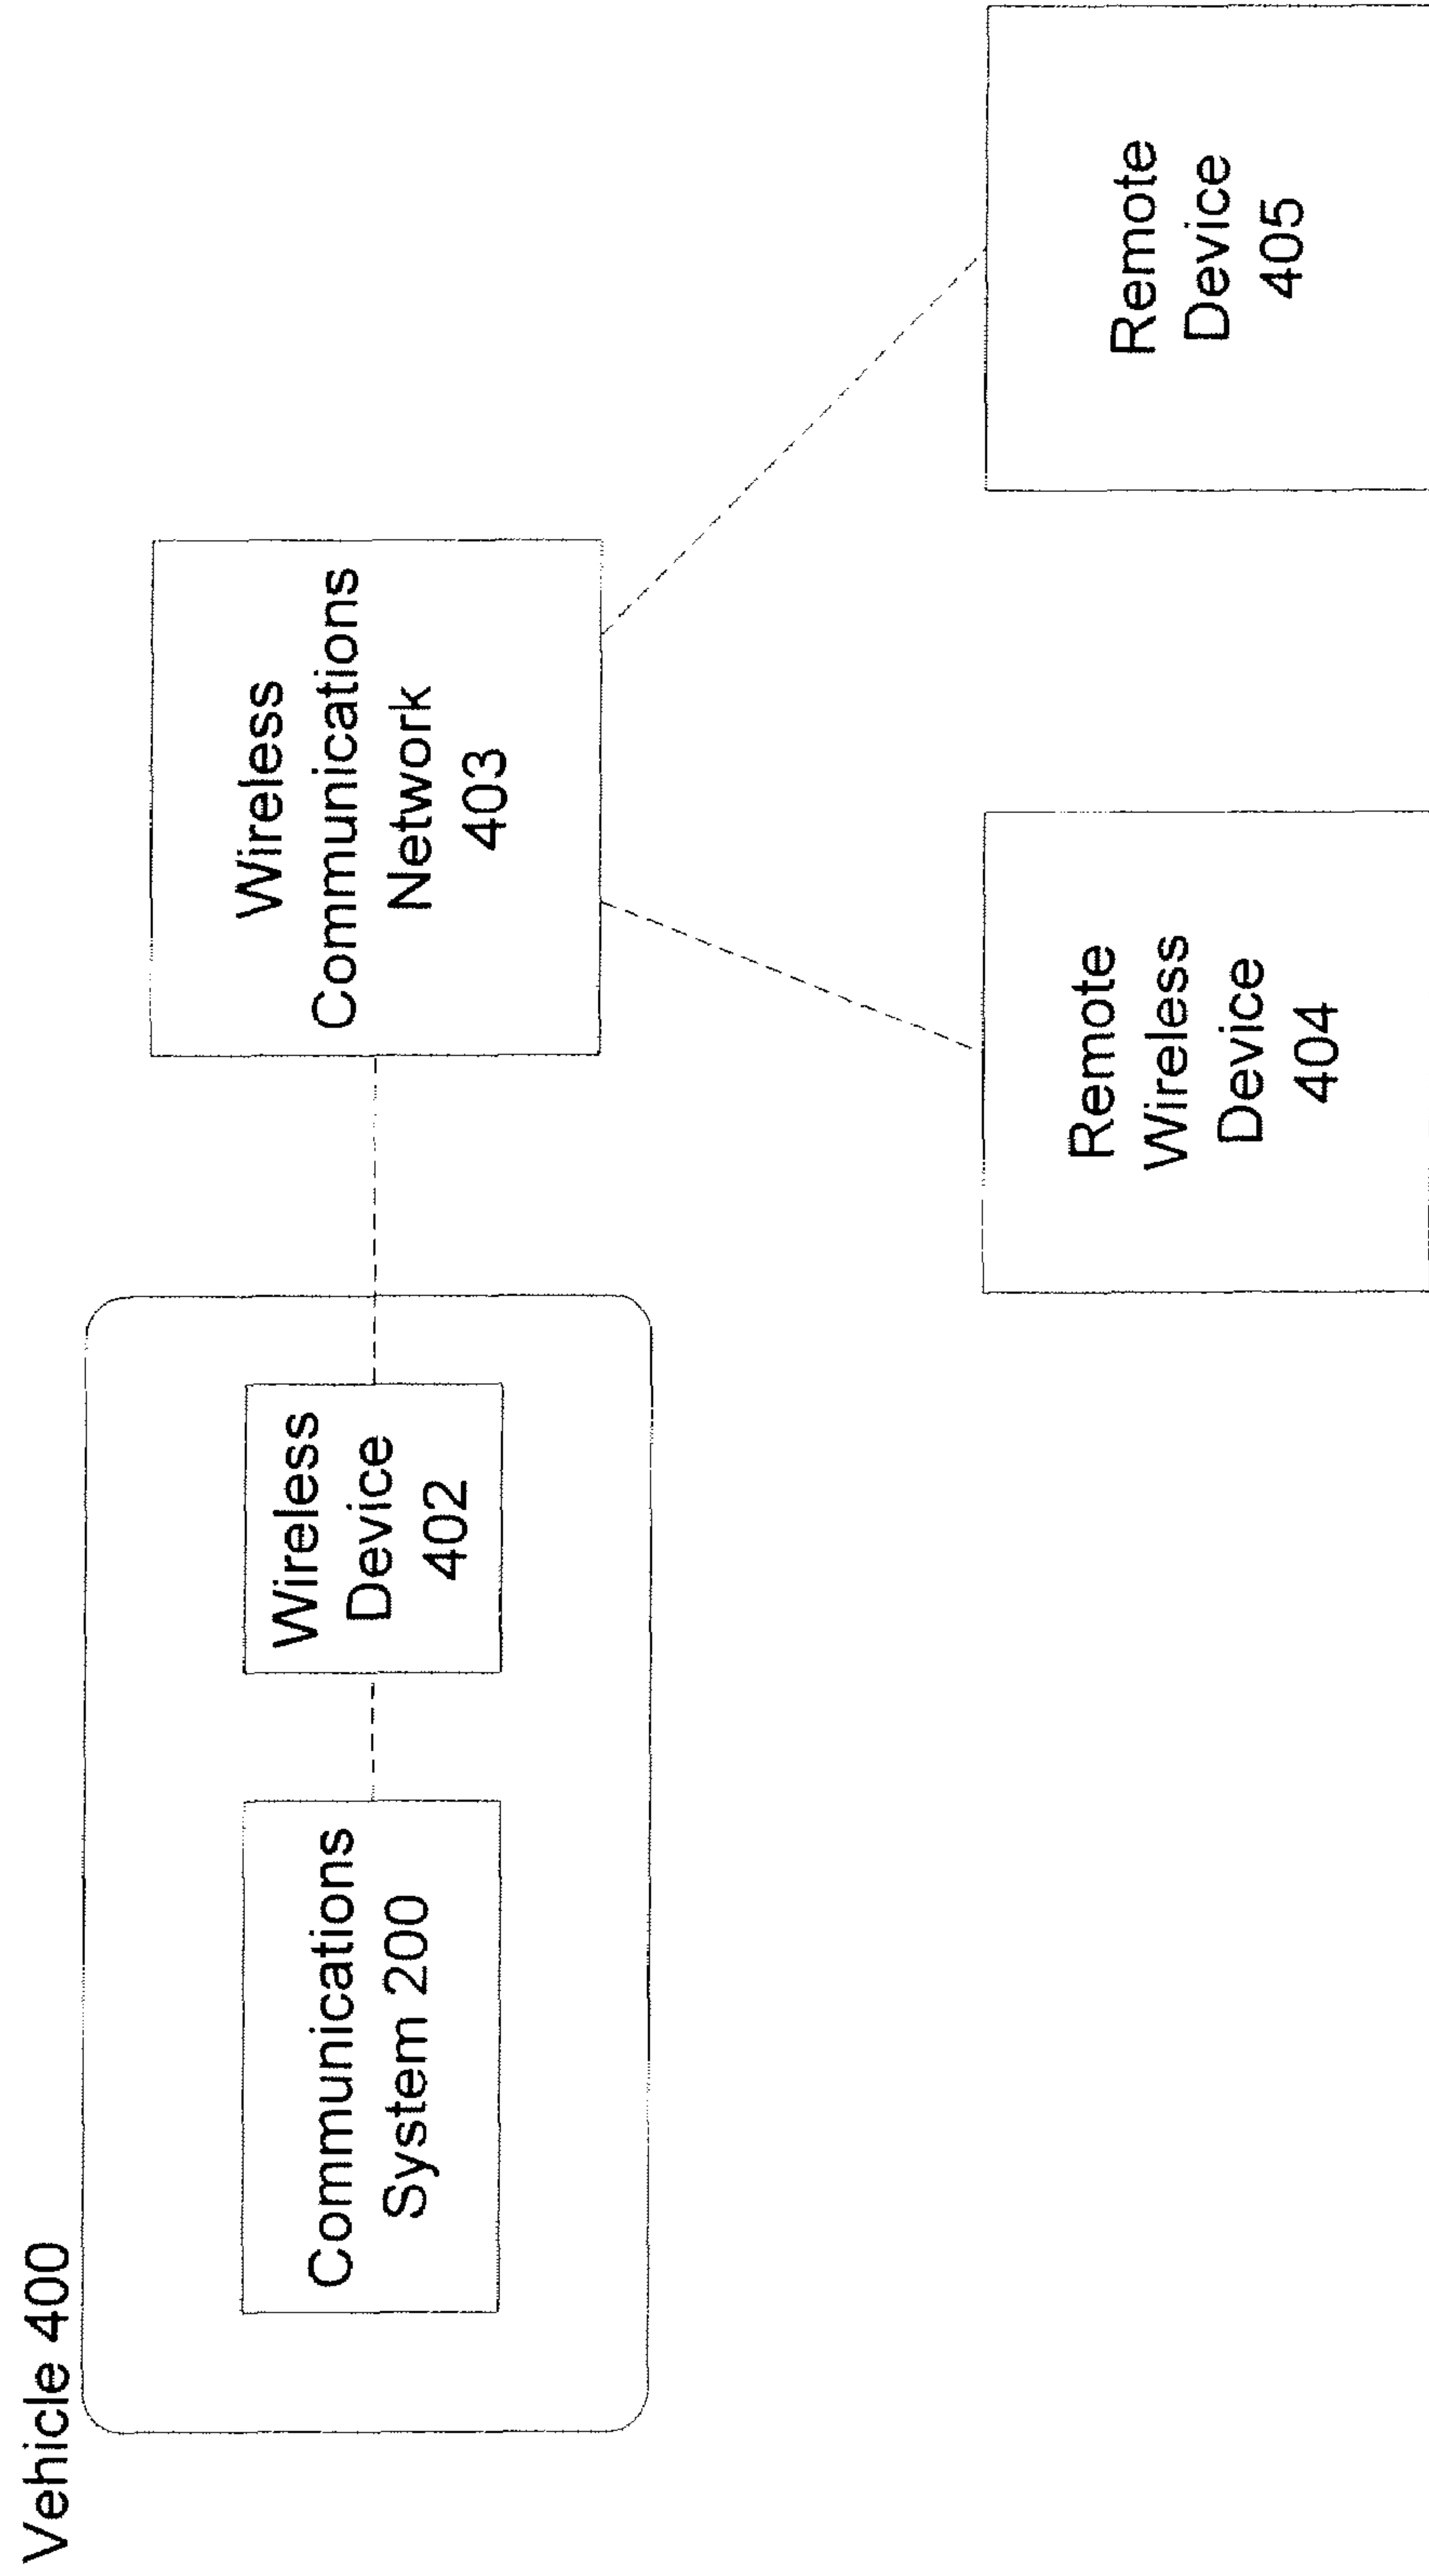 Vehicle 400
Communications
System 200
Wireless
Device
402
Wireless
Communications
Network
403
Remote
Wireless
Device
404
Remote
Device
405